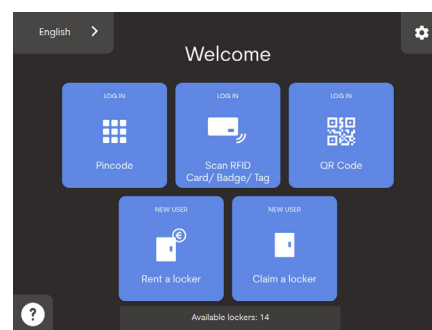 English
Welcome
LOG IN
Pincode
LOG IN
Scan RFID
Card/ Badge/ Tag
LOG IN
QR Code
NEW USER
€
Rent a locker
NEW USER
Claim a locker
?
Available lockers: 14